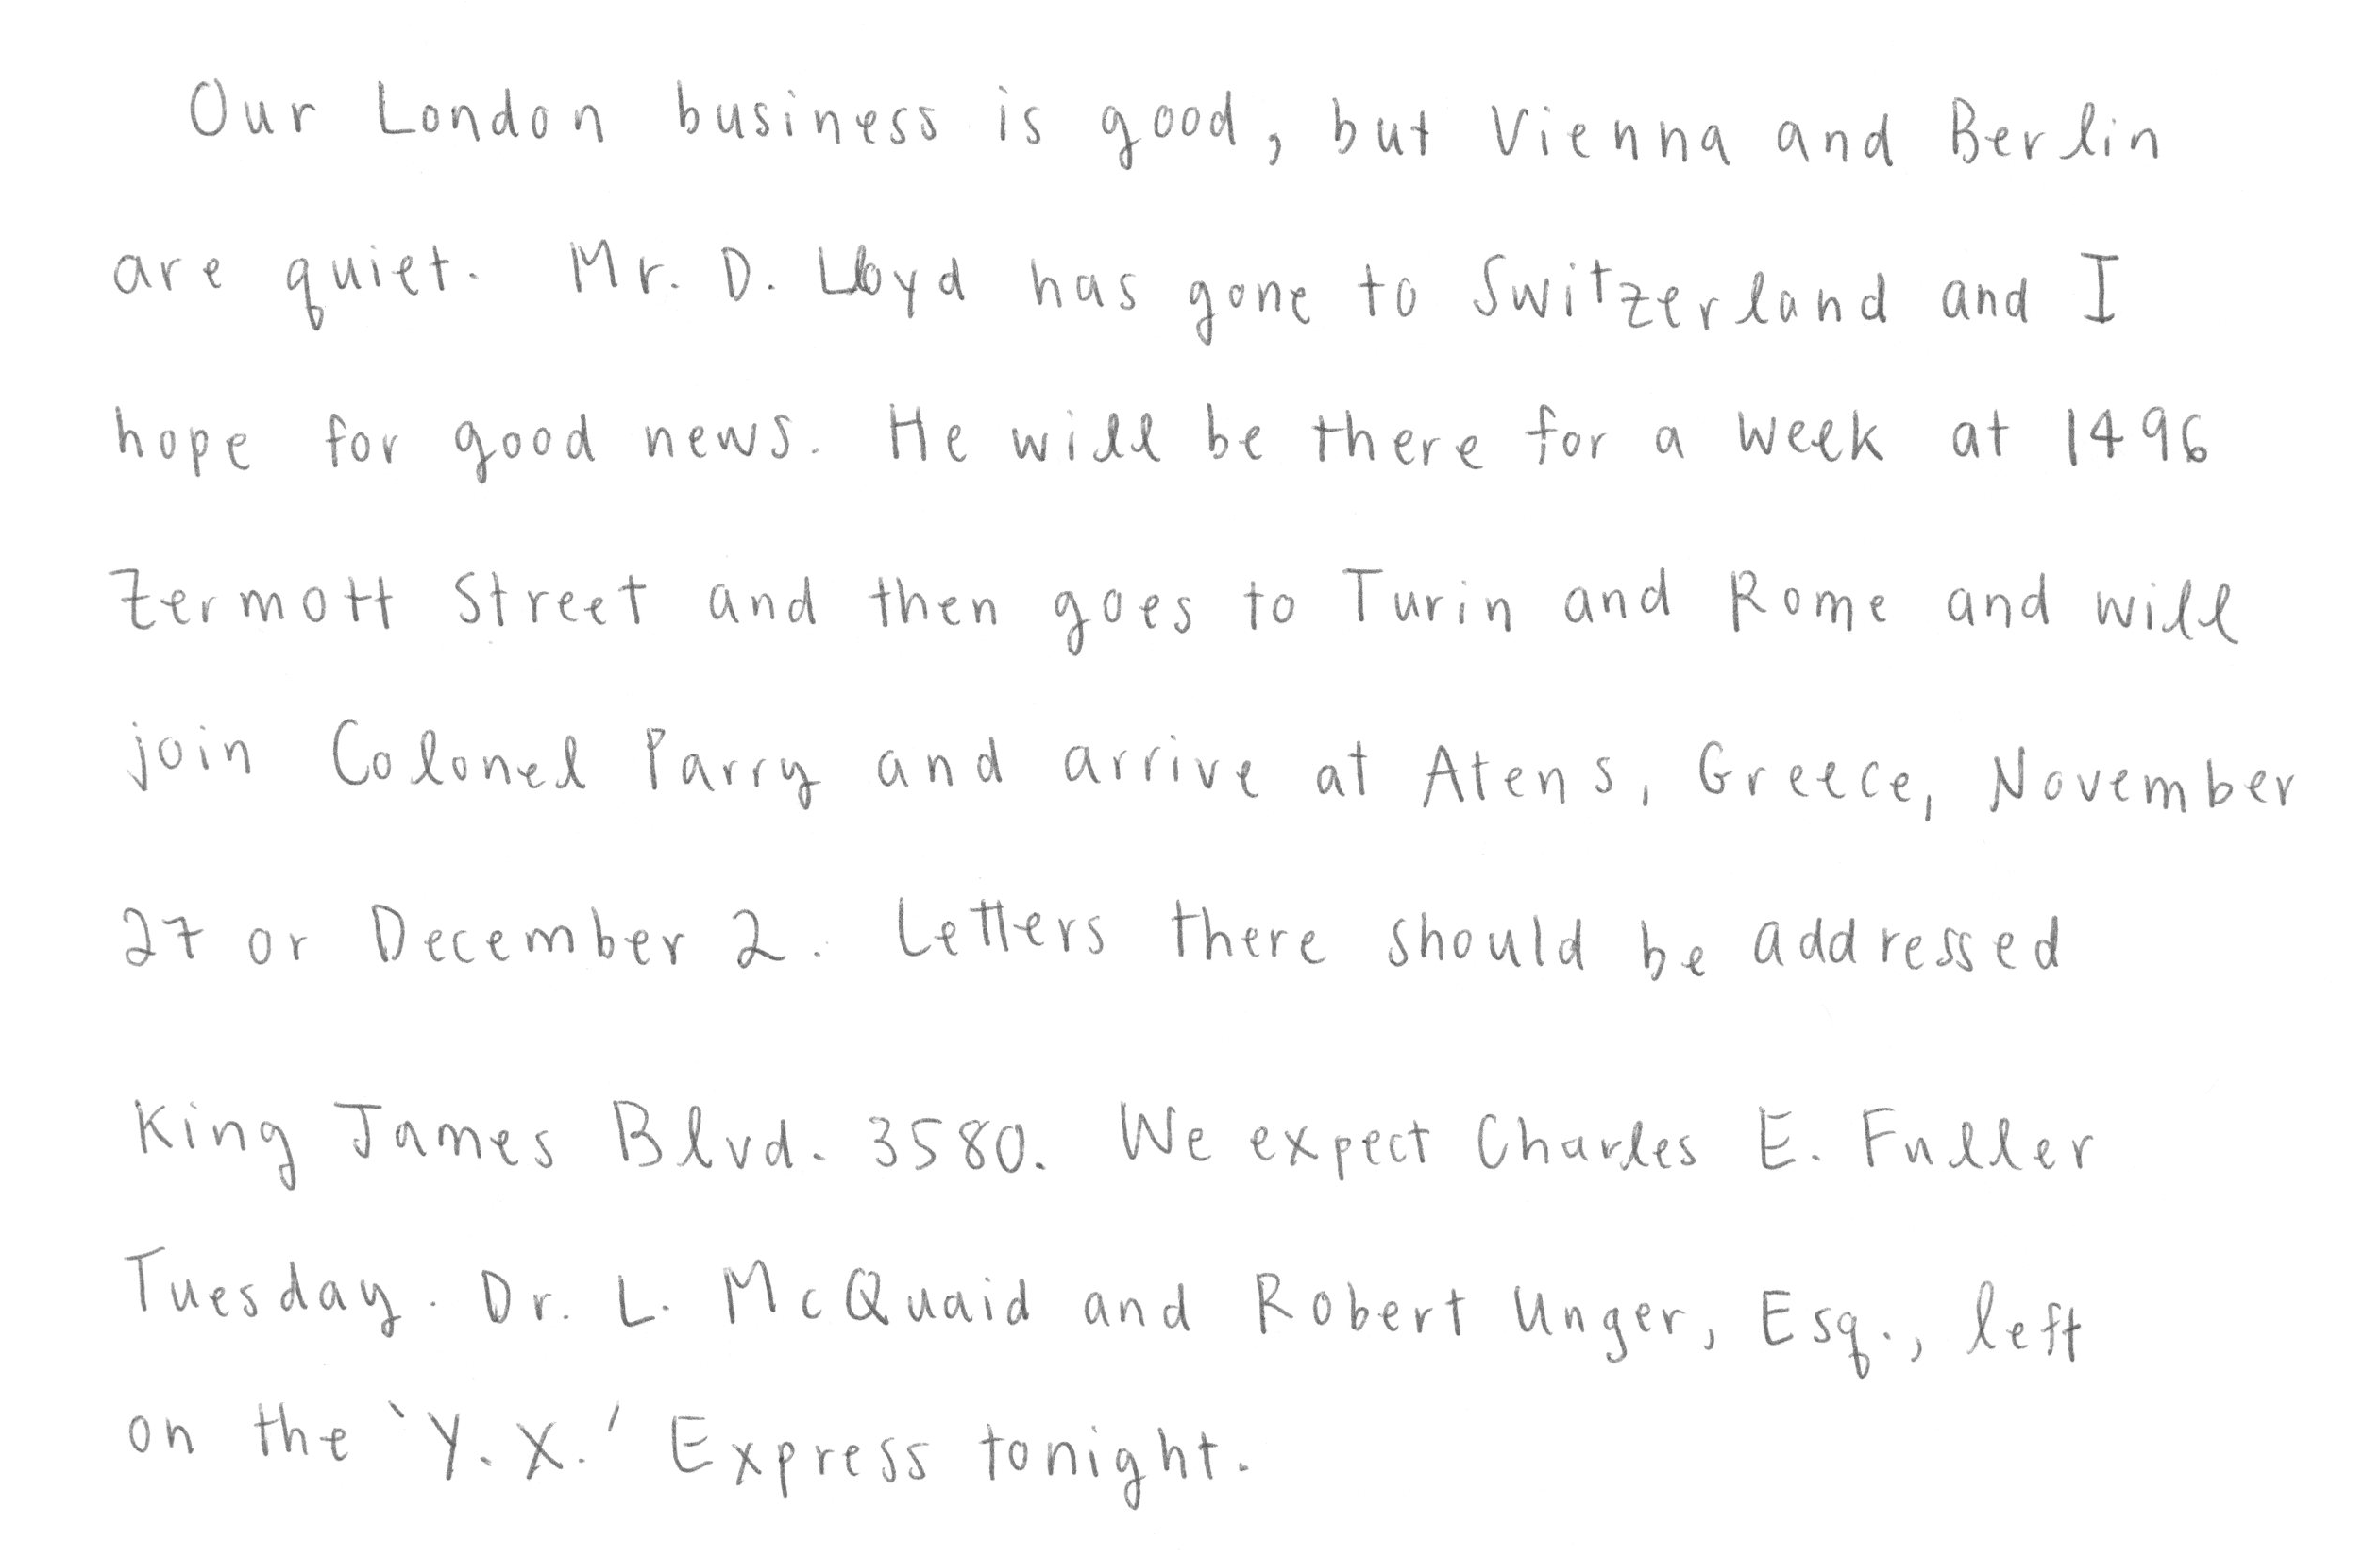 Our London business is good, but Vienna and Berlin
are quiet. Mr. D. Lloyd has gone to Switzerland and I
hope for good news. He will be there for a week at 1496
Zermott Street and then goes to Turin and Rome and will
join Colonel Parry and arrive at Atens, Greece, November
27 or December 2. Letters there should be addressed
King James Blvd. 3580. We expect Charles E. Fuller
Tuesday. Dr. L. McQuaid and Robert Unger, Esq., left
on the 'Y.X.' Express tonight.